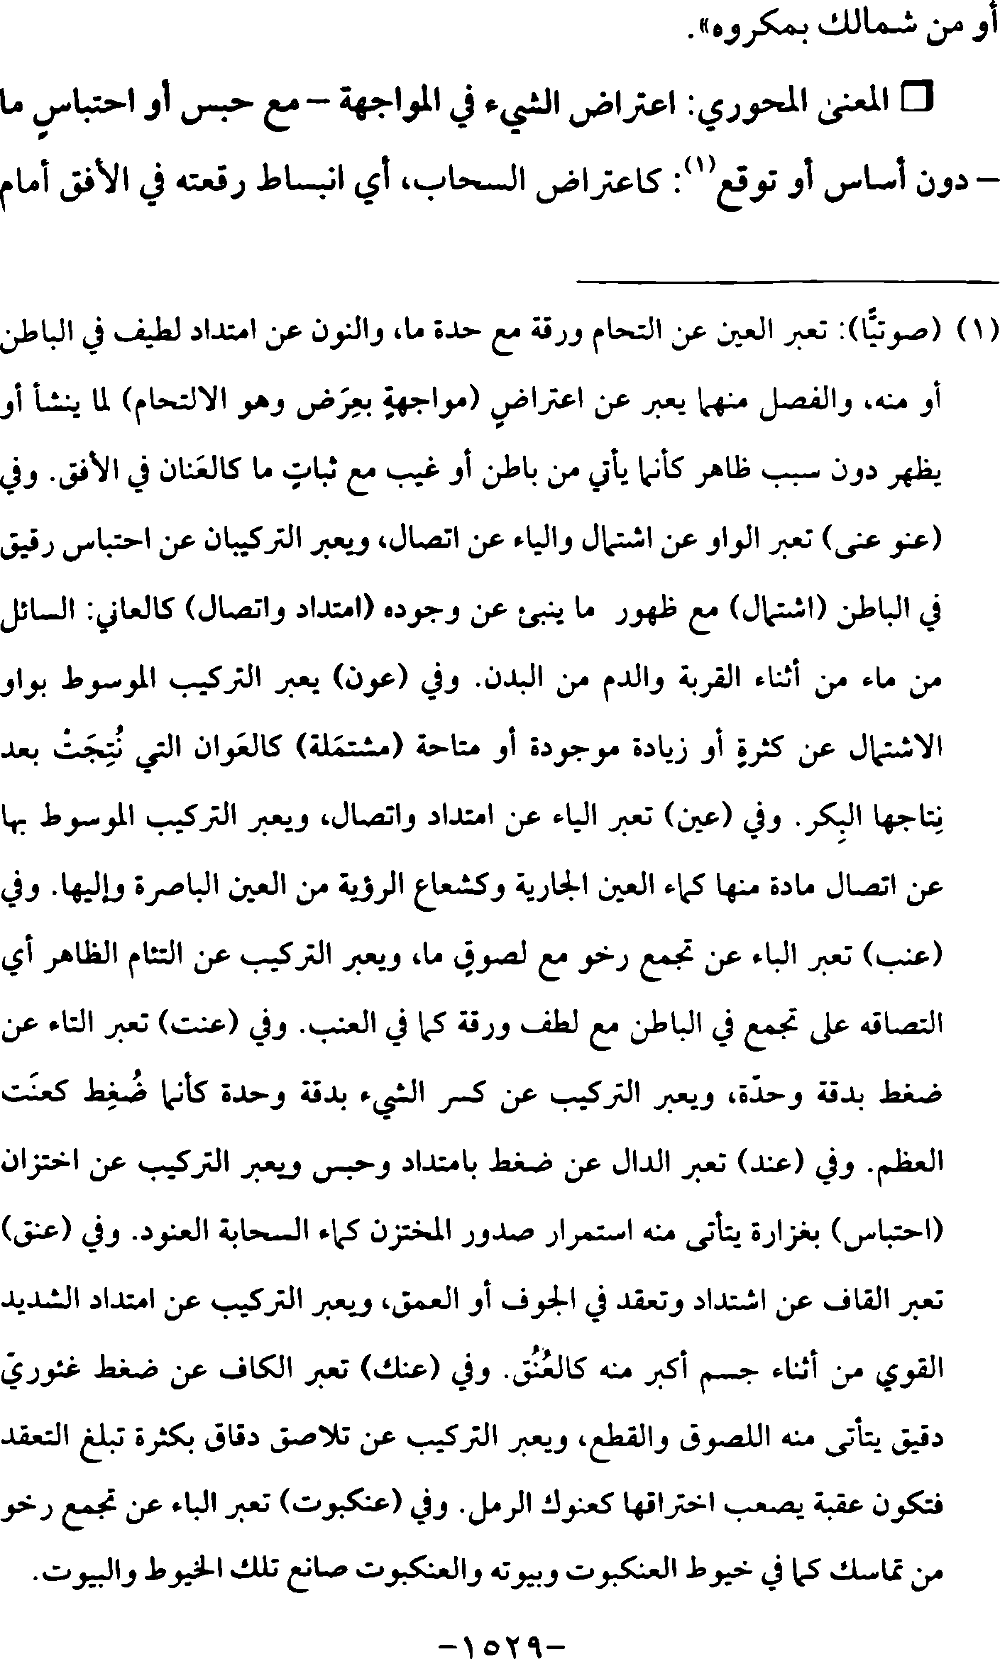 أو من شمالك بمكروه».
□ المعنى المحوري: اعتراض الشيء في المواجهة – مع حبس أو احتباسٍ ما
– دون أساس أو توقع(١): كاعتراض السحاب، أي انبساط رقعته في الأفق أمام
(١) (صوتيًّا): تعبر العين عن التحام ورقة مع حدة ما، والنون عن امتداد لطيف في الباطن
أو منه، والفصل منهما يعبر عن اعتراضٍ (مواجهةٍ بعِرَض وهو الالتحام) لما ينشأ أو
يظهر دون سبب ظاهر كأنما يأتي من باطن أو غيب مع ثباتٍ ما كالعَنان في الأفق. وفي
(عنو عنى) تعبر الواو عن اشتمال والياء عن اتصال، ويعبر التركيبان عن احتباس رقيق
في الباطن (اشتمال) مع ظهور ما ينبئ عن وجوده (امتداد واتصال) كالعاني: السائل
من ماء من أثناء القربة والدم من البدن. وفي (عون) يعبر التركيب الموسوط بواو
الاشتمال عن كثرةٍ أو زيادة موجودة أو متاحة (مشتمَلة) كالعَوان التي نُتِجَتْ بعد
نِتاجها البِكر. وفي (عين) تعبر الياء عن امتداد واتصال، ويعبر التركيب الموسوط بها
عن اتصال مادة منها كماء العين الجارية وكشعاع الرؤية من العين الباصرة وإليها. وفي
(عنب) تعبر الباء عن تجمع رخو مع لصوقٍ ما، ويعبر التركيب عن التئام الظاهر أي
التصاقه على تجمع في الباطن مع لطف ورقة كما في العنب. وفي (عنت) تعبر التاء عن
ضغط بدقة وحدّة، ويعبر التركيب عن كسر الشيء بدقة وحدة كأنما ضُغِط كعنَت
العظم. وفي (عند) تعبر الدال عن ضغط بامتداد وحبس ويعبر التركيب عن اختزان
(احتباس) بغزارة يتأتى منه استمرار صدور المختزن كماء السحابة العنود. وفي (عنق)
تعبر القاف عن اشتداد وتعقد في الجوف أو العمق، ويعبر التركيب عن امتداد الشديد
القوي من أثناء جسم أكبر منه كالعُنُق. وفي (عنك) تعبر الكاف عن ضغط غئوريّ
دقيق يتأتى منه اللصوق والقطع، ويعبر التركيب عن تلاصق دقاق بكثرة تبلغ التعقد
فتكون عقبة يصعب اختراقها كعنوك الرمل. وفي (عنكبوت) تعبر الباء عن تجمع رخو
من تماسك كما في خيوط العنكبوت وبيوته والعنكبوت صانع تلك الخيوط والبيوت.
-١٥٢٩-